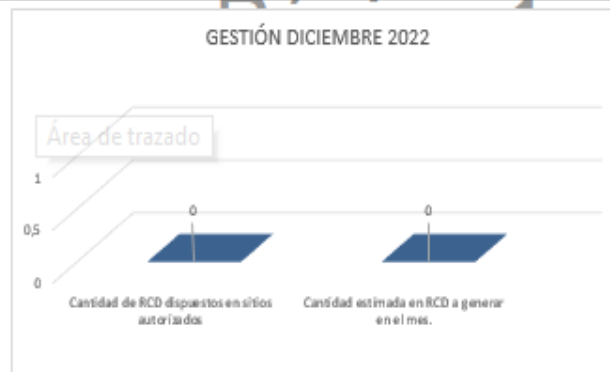 GESTIÓN DICIEMBRE 2022
Área de trazado
1
0,5
0
0
0
Cantidad de RCD dispuestos en sitios
autorizados
Cantidad estimada en RCD a generar
en el mes.